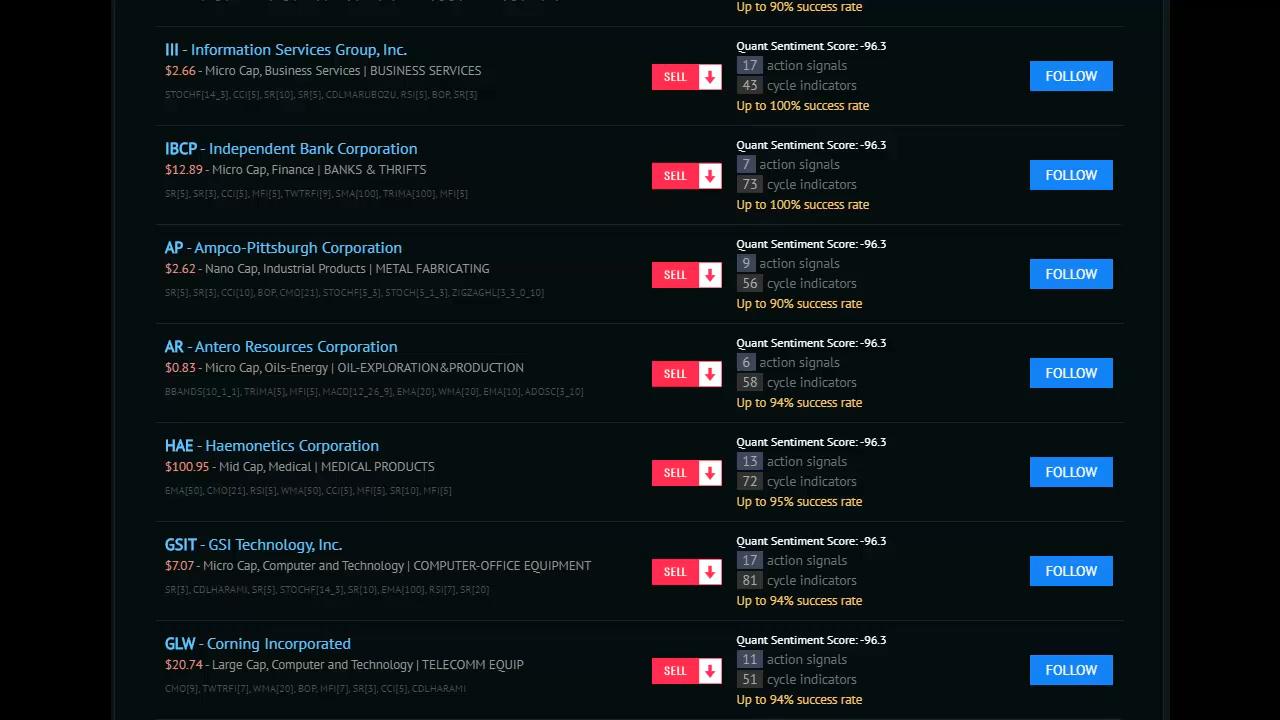 Up to 90% success rate
III - Information Services Group, Inc.
$2.66 - Micro Cap, Business Services | BUSINESS SERVICES
STOCHF[14_3], CCI[5], SR[10], SR[5], CDLMARUBOZU, RSI[5], BOP, SR[3]
SELL
Quant Sentiment Score: -96.3
17 action signals
43 cycle indicators
Up to 100% success rate
FOLLOW
IBCP - Independent Bank Corporation
$12.89 - Micro Cap, Finance | BANKS & THRIFTS
SR[5], SR[3], CCI[5], MFI[5], TWTRFI[9], SMA[100], TRIMA[100], MFI[5]
SELL
Quant Sentiment Score: -96.3
7 action signals
73 cycle indicators
Up to 100% success rate
FOLLOW
AP - Ampco-Pittsburgh Corporation
$2.62 - Nano Cap, Industrial Products | METAL FABRICATING
SR[5], SR[3], CCI[10], BOP, CMO[21], STOCHF[5_3], STOCH[5_1_3], ZIGZAGHL[3_3_0_10]
SELL
Quant Sentiment Score: -96.3
9 action signals
56 cycle indicators
Up to 90% success rate
FOLLOW
AR - Antero Resources Corporation
$0.83 - Micro Cap, Oils-Energy | OIL-EXPLORATION&PRODUCTION
BBANDS[10_1_1], TRIMA[5], MFI[5], MACD[12_26_9], EMA[20], WMA[20], EMA[10], ADOSC[3_10]
SELL
Quant Sentiment Score: -96.3
6 action signals
58 cycle indicators
Up to 94% success rate
FOLLOW
HAE - Haemonetics Corporation
$100.95 - Mid Cap, Medical | MEDICAL PRODUCTS
EMA[50], CMO[21], RSI[5], WMA[50], CCI[5], MFI[5], SR[10], MFI[5]
SELL
Quant Sentiment Score: -96.3
13 action signals
72 cycle indicators
Up to 95% success rate
FOLLOW
GSIT - GSI Technology, Inc.
$7.07 - Micro Cap, Computer and Technology | COMPUTER-OFFICE EQUIPMENT
SR[3], CDLHARAMI, SR[5], STOCHF[14_3], SR[10], EMA[100], RSI[7], SR[20]
SELL
Quant Sentiment Score: -96.3
17 action signals
81 cycle indicators
Up to 94% success rate
FOLLOW
GLW - Corning Incorporated
$20.74 - Large Cap, Computer and Technology | TELECOMM EQUIP
CMO[9], TWTRFI[7], WMA[20], BOP, MFI[7], SR[3], CCI[5], CDLHARAMI
SELL
Quant Sentiment Score: -96.3
11 action signals
51 cycle indicators
Up to 94% success rate
FOLLOW